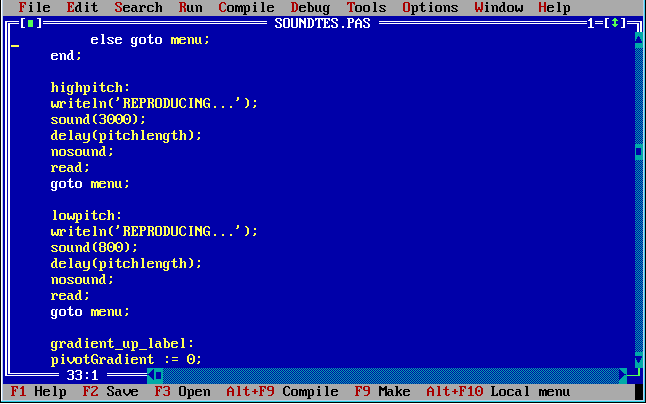 File Edit Search Run Compile Debug Tools Options Window Help
[■] SOUNDTES.PAS 1=[↕]
else goto menu;
end;
highpitch:
writeln('REPRODUCING...');
sound(3000);
delay(pitchlength);
nosound;
read;
goto menu;
lowpitch:
writeln('REPRODUCING...');
sound(800);
delay(pitchlength);
nosound;
read;
goto menu;
gradient_up_label:
pivotGradient := 0;
33:1
F1 Help F2 Save F3 Open Alt+F9 Compile F9 Make Alt+F10 Local menu